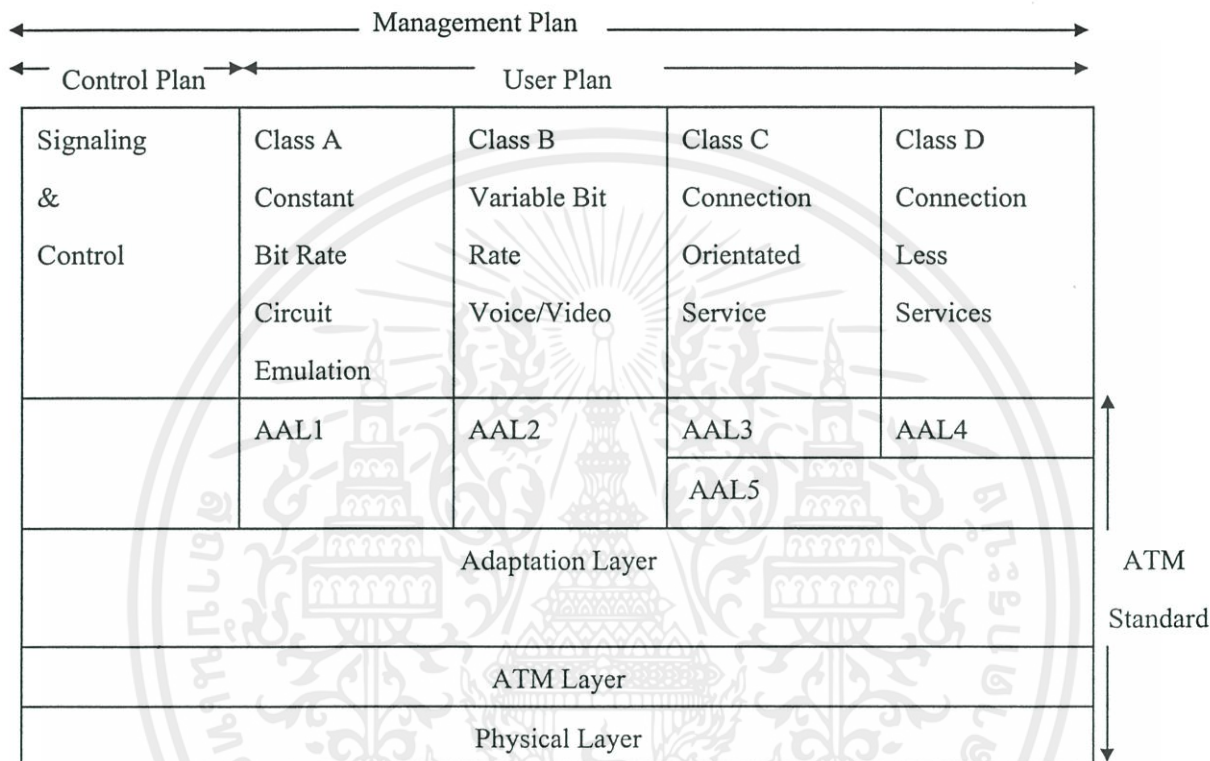 Management Plan
Control Plan User Plan
Signaling
&
Control
Class A
Constant
Bit Rate
Circuit
Emulation
Class B
Variable Bit
Rate
Voice/Video
Class C
Connection
Orientated
Service
Class D
Connection
Less
Services
AAL1 AAL2 AAL3 AAL4
AAL5
Adaptation Layer
ATM Layer
Physical Layer
ATM
Standard